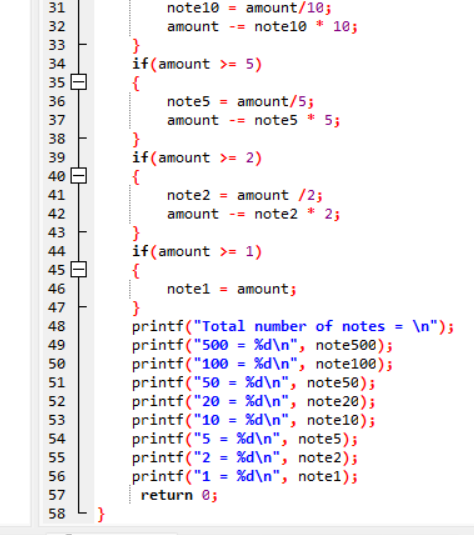 31 note10 = amount/10;
32 amount -= note10 * 10;
33 }
34 if(amount >= 5)
35 {
36 note5 = amount/5;
37 amount -= note5 * 5;
38 }
39 if(amount >= 2)
40 {
41 note2 = amount /2;
42 amount -= note2 * 2;
43 }
44 if(amount >= 1)
45 {
46 note1 = amount;
47 }
48 printf("Total number of notes = \n");
49 printf("500 = %d\n", note500);
50 printf("100 = %d\n", note100);
51 printf("50 = %d\n", note50);
52 printf("20 = %d\n", note20);
53 printf("10 = %d\n", note10);
54 printf("5 = %d\n", note5);
55 printf("2 = %d\n", note2);
56 printf("1 = %d\n", note1);
57 return 0;
58 }